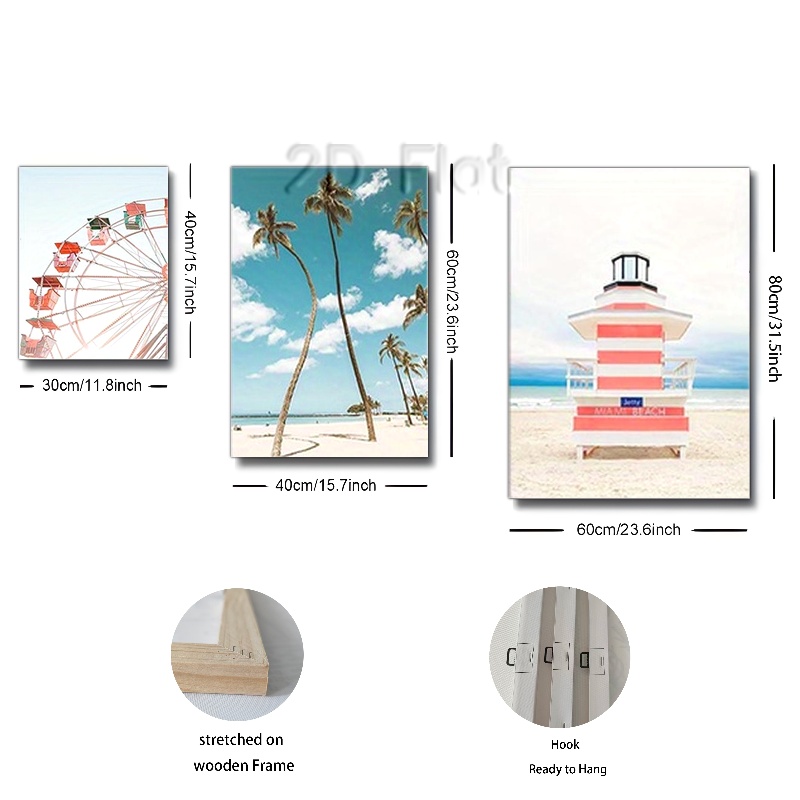 2D Flat
40cm/15.7inch
30cm/11.8inch
60cm/23.6inch
40cm/15.7inch
Jetty
MIAMI BEACH
80cm/31.5inch
60cm/23.6inch
stretched on
wooden Frame
Hook
Ready to Hang